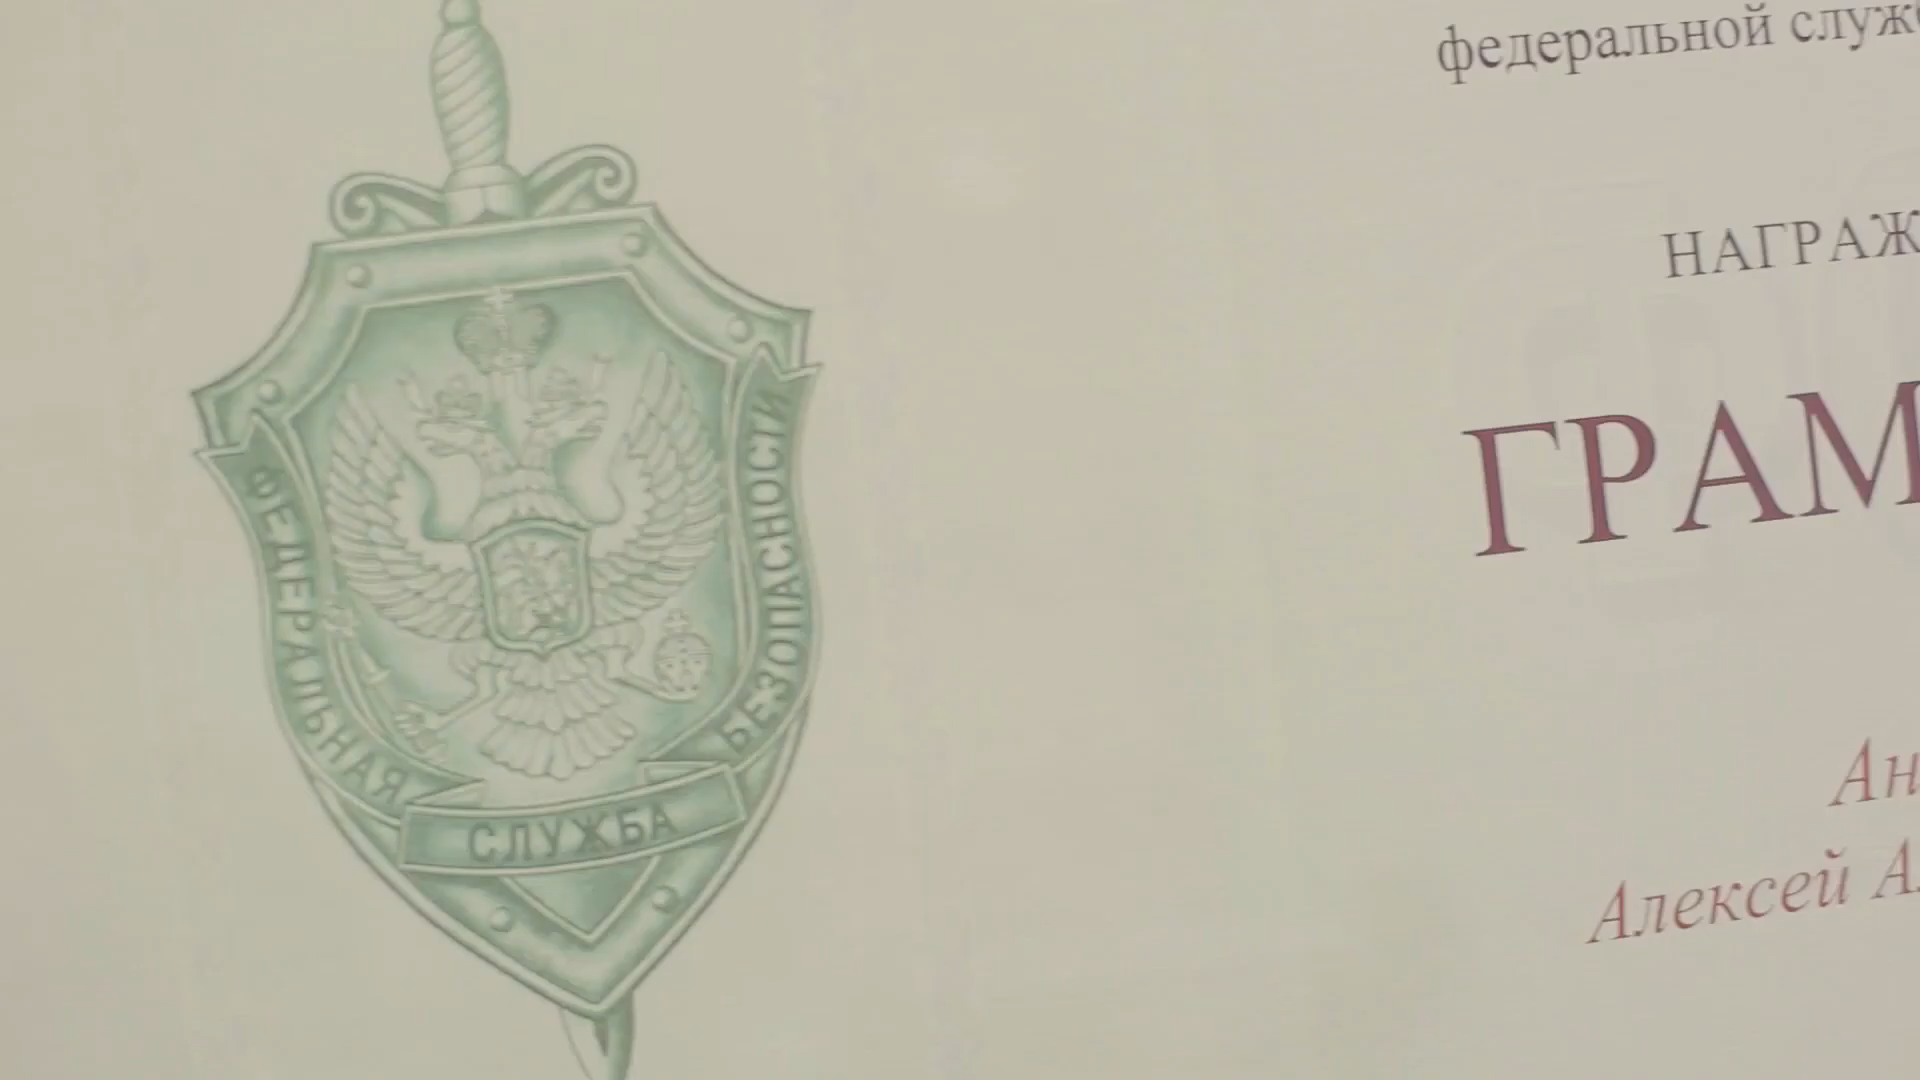 ФЕДЕРАЛЬНАЯ
СЛУЖБА
БЕЗОПАСНОСТИ
федеральной служ
НАГРАЖ
ГРАМ
Ан
Алексей